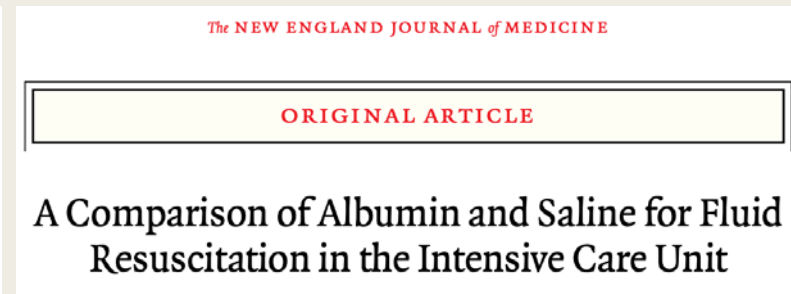 The NEW ENGLAND JOURNAL of MEDICINE
ORIGINAL ARTICLE
A Comparison of Albumin and Saline for Fluid
Resuscitation in the Intensive Care Unit